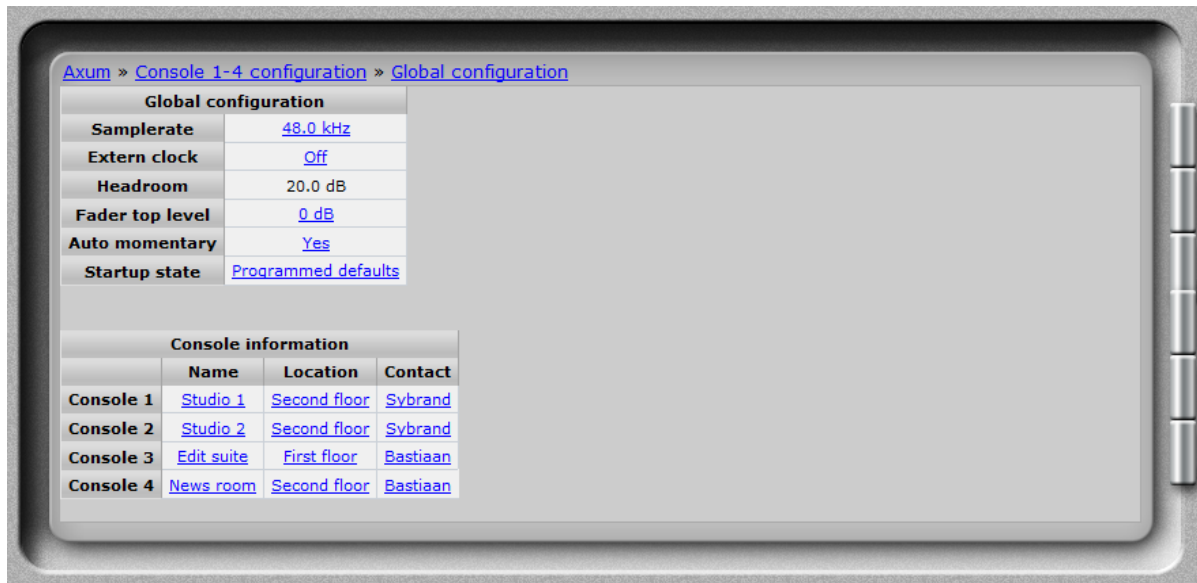 Axum » Console 1-4 configuration » Global configuration
Global configuration
Samplerate 48.0 kHz
Extern clock Off
Headroom 20.0 dB
Fader top level 0 dB
Auto momentary Yes
Startup state Programmed defaults
Console information
Name Location Contact
Console 1 Studio 1 Second floor Sybrand
Console 2 Studio 2 Second floor Sybrand
Console 3 Edit suite First floor Bastiaan
Console 4 News room Second floor Bastiaan